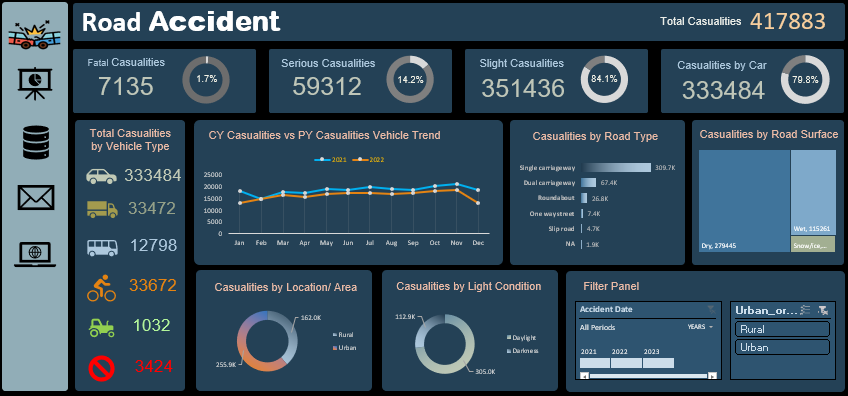 Road Accident
Total Casualities 417883
Fatal Casualities
7135
1.7%
Serious Casualities
59312
14.2%
Slight Casualities
351436
84.1%
Casualities by Car
333484
79.8%
Total Casualities
by Vehicle Type
333484
33472
12798
33672
1032
3424
CY Casualities vs PY Casualities Vehicle Trend
2021 2022
25000
20000
15000
10000
5000
0
Jan Feb Mar Apr May Jun Jul Aug Sep Oct Nov Dec
Casualities by Road Type
Single carriageway 309.7K
Dual carriageway 67.4K
Roundabout 26.8K
One way street 7.4K
Slip road 4.7K
NA 1.9K
Casualities by Road Surface
Dry, 279445
Wet, 115261
Snow/ice,...
Casualities by Location/ Area
162.0K
255.9K
Rural
Urban
Casualities by Light Condition
112.9K
305.0K
Daylight
Darkness
Filter Panel
Accident Date
All Periods YEARS
2021 2022 2023
Urban_or...
Rural
Urban